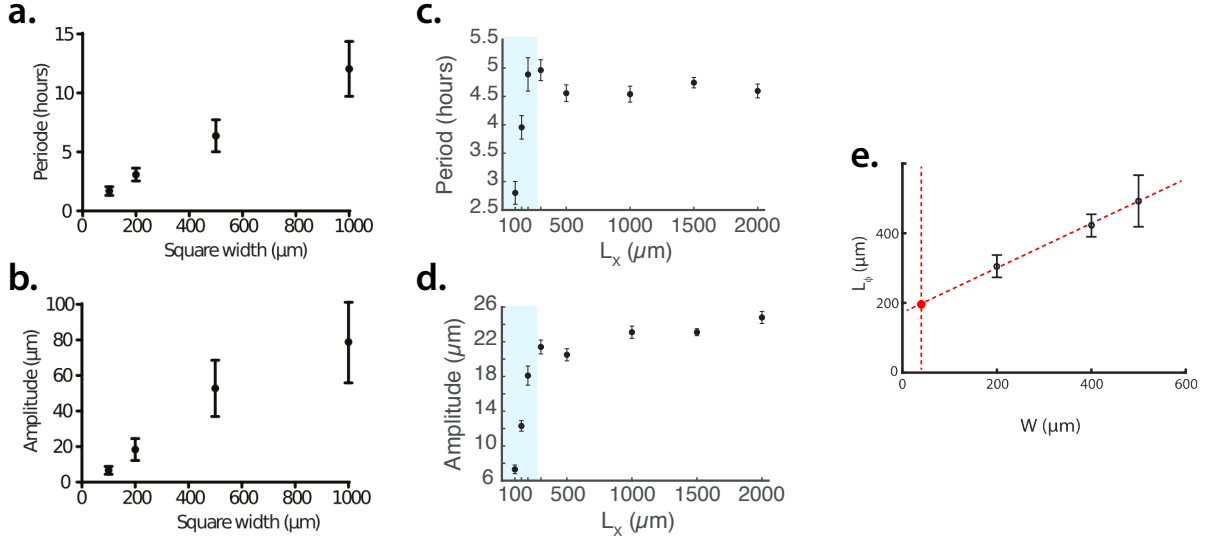 a.
15
10
5
0
Periode (hours)
0 200 400 600 800 1000
Square width (μm)
b.
100
80
60
40
20
0
Amplitude (μm)
0 200 400 600 800 1000
Square width (μm)
c.
5.5
5
4.5
4
3.5
3
2.5
Period (hours)
100 500 1000 1500 2000
Lx (μm)
d.
26
22
18
14
10
6
Amplitude (μm)
100 500 1000 1500 2000
Lx (μm)
e.
400
200
0
Lϕ (μm)
0 200 400 600
W (μm)